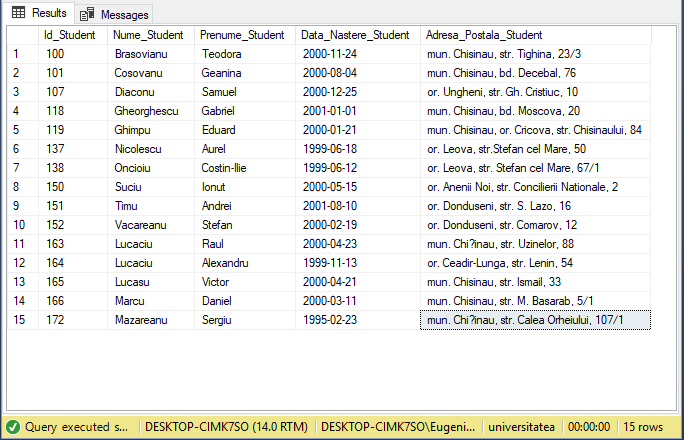 Results Messages
Id_Student Nume_Student Prenume_Student Data_Nastere_Student Adresa_Postala_Student
1 100 Brasovianu Teodora 2000-11-24 mun. Chisinau, str. Tighina, 23/3
2 101 Cosovanu Geanina 2000-08-04 mun. Chisinau, bd. Decebal, 76
3 107 Diaconu Samuel 2000-12-25 or. Ungheni, str. Gh. Cristiuc, 10
4 118 Gheorghescu Gabriel 2001-01-01 mun. Chisinau, bd. Moscova, 20
5 119 Ghimpu Eduard 2000-01-21 mun. Chisinau, or. Cricova, str. Chisinaului, 84
6 137 Nicolescu Aurel 1999-06-18 or. Leova, str.Stefan cel Mare, 50
7 138 Oncioiu Costin-Ilie 1999-06-12 or. Leova, str. Stefan cel Mare, 67/1
8 150 Suciu Ionut 2000-05-15 or. Anenii Noi, str. Concilierii Nationale, 2
9 151 Timu Andrei 2001-08-10 or. Donduseni, str. S. Lazo, 16
10 152 Vacareanu Stefan 2000-02-19 or. Donduseni, str. Comarov, 12
11 163 Lucaciu Raul 2000-04-23 mun. Chi?inau, str. Uzinelor, 88
12 164 Lucaciu Alexandru 1999-11-13 or. Ceadir-Lunga, str. Lenin, 54
13 165 Lucasu Victor 2000-04-21 mun. Chisinau, str. Ismail, 33
14 166 Marcu Daniel 2000-03-11 mun. Chisinau, str. M. Basarab, 5/1
15 172 Mazareanu Sergiu 1995-02-23 mun. Chi?inau, str. Calea Orheiului, 107/1
Query executed s... DESKTOP-CIMK7SO (14.0 RTM) DESKTOP-CIMK7SO\Eugeni... universitatea 00:00:00 15 rows